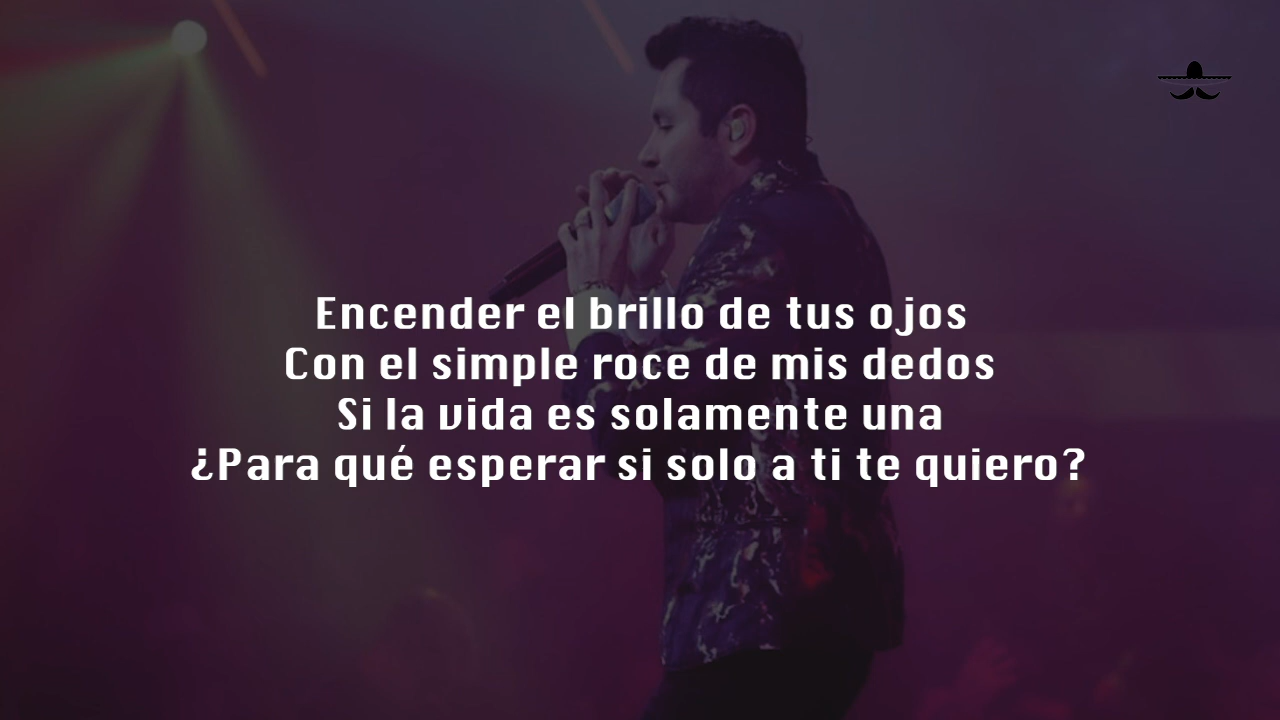 Encender el brillo de tus ojos
Con el simple roce de mis dedos
Si la vida es solamente una
¿Para qué esperar si solo a ti te quiero?